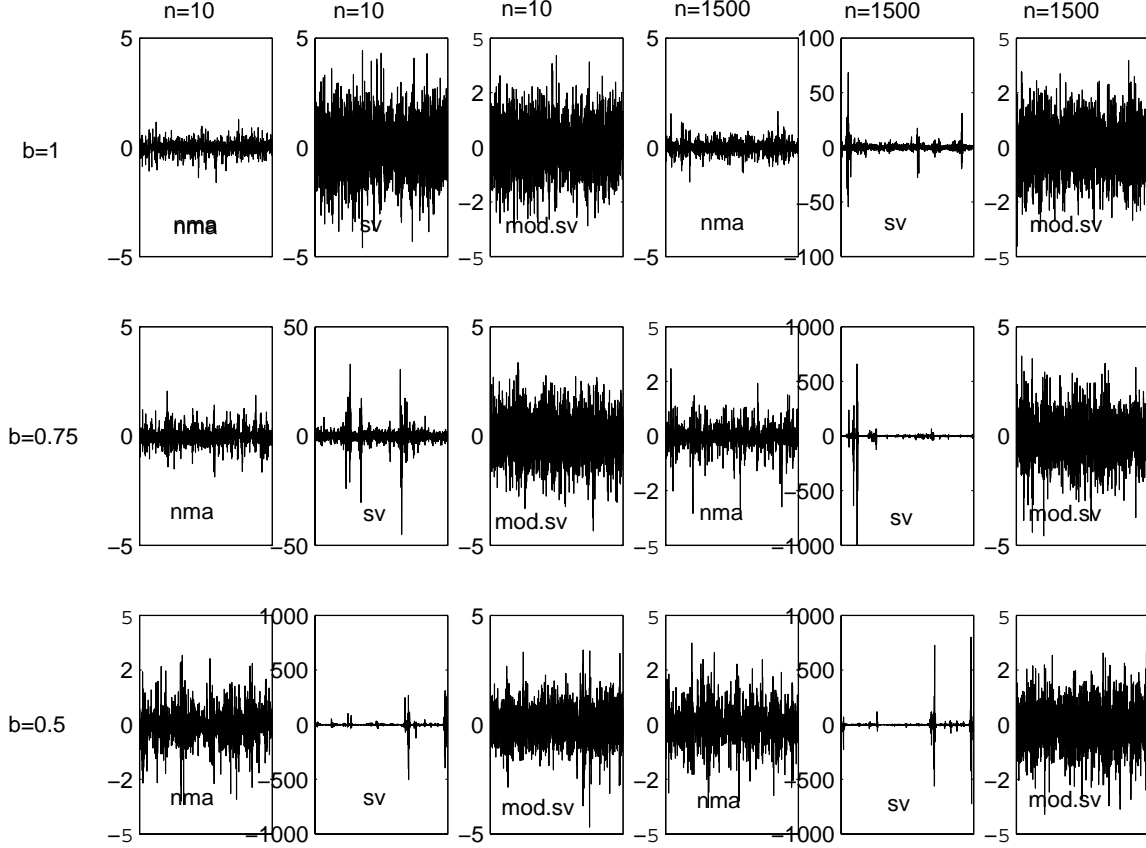 n=10 n=10 n=10 n=1500 n=1500 n=1500
5 5 5 5 100 5
2 50 2
b=1 0 0 0 0 0 0
−2 −50 −2
nma sv mod.sv nma sv mod.sv
−5 −5 −5 −5 −100 −5
5 50 5 5 1000 5
2 500
b=0.75 0 0 0 0 0 0
−2 −500
nma sv mod.sv nma sv mod.sv
−5 −50 −5 −5 −1000 −5
5 1000 5 5 1000 5
2 500 2 500 2
b=0.5 0 0 0 0 0 0
−2 −500 −2 −500 −2
nma sv mod.sv nma sv mod.sv
−5 −1000 −5 −5 −1000 −5